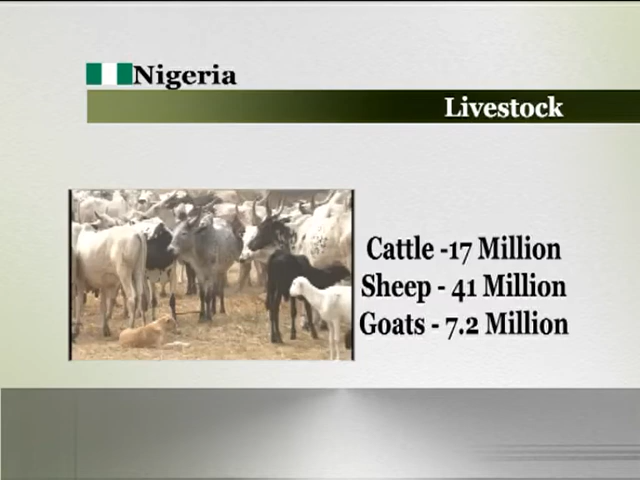 Nigeria
Livestock
Cattle -17 Million
Sheep - 41 Million
Goats - 7.2 Million